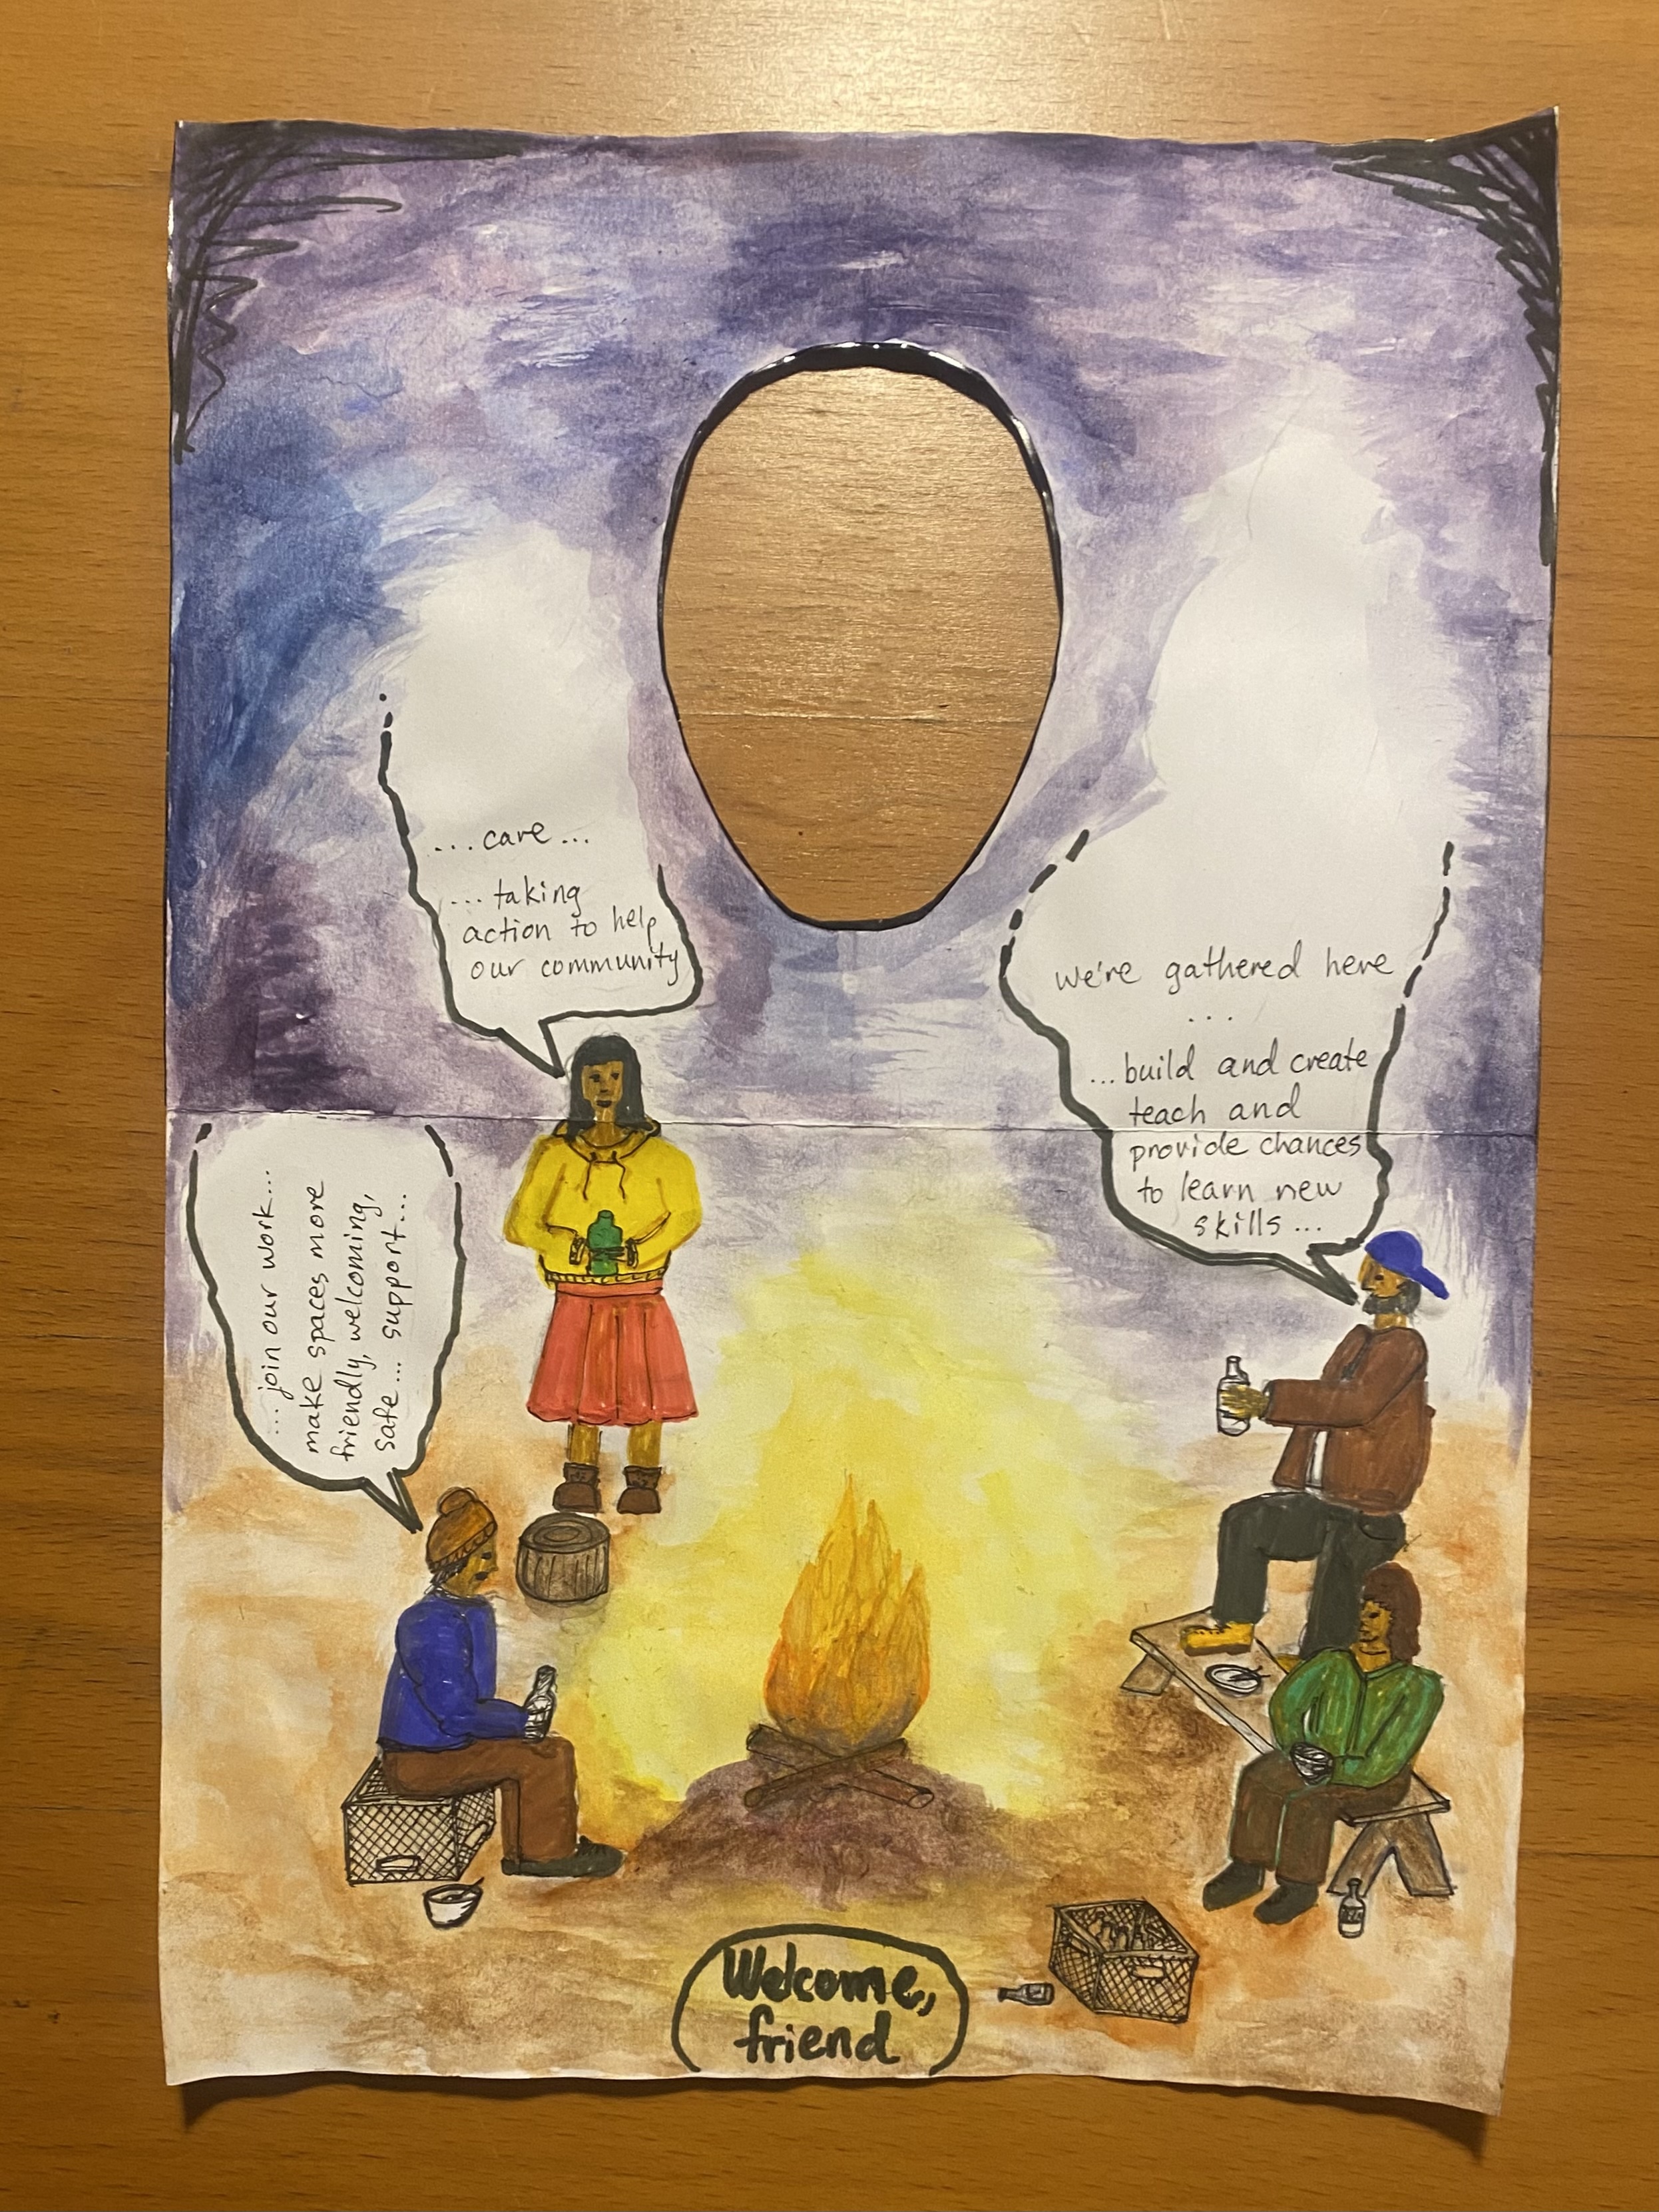 ...care...
...taking
action to help
our community
we're gathered here
...
...build and create
teach and
provide chances
to learn new
skills...
... join our work...
make spaces more
friendly, welcoming,
safe... support...
Welcome,
friend